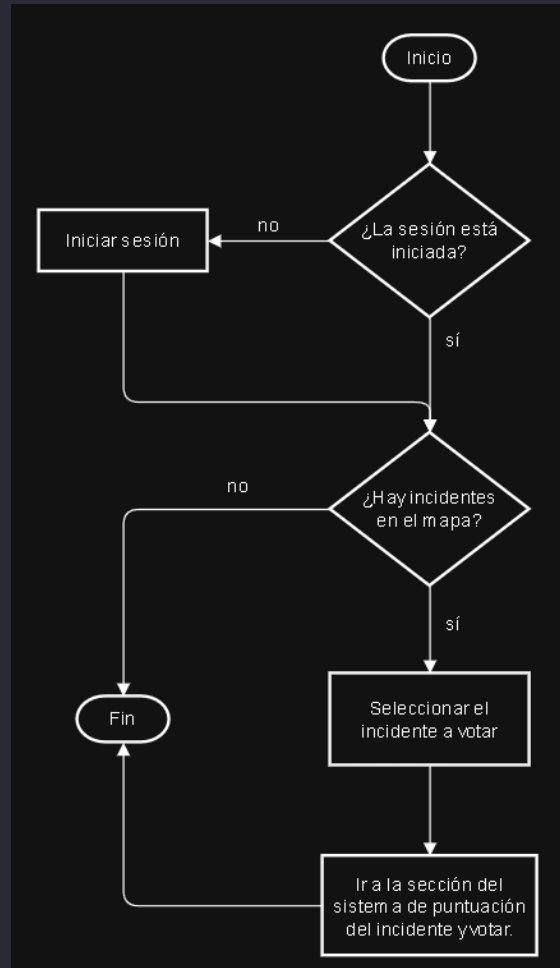 Inicio
¿La sesión está
iniciada?
no
Iniciar sesión
sí
¿Hay incidentes
en el mapa?
no
sí
Seleccionar el
incidente a votar
Fin
Ir a la sección del
sistema de puntuación
del incidente y votar.